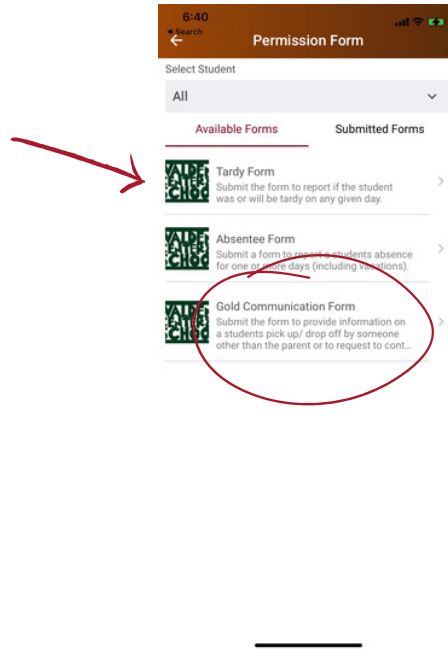 6:40
◀ Search
Permission Form
Select Student
All
Available Forms
Submitted Forms
Tardy Form
Submit the form to report if the student
was or will be tardy on any given day.
Absentee Form
Submit a form to report a students absence
for one or more days (including vacations).
Gold Communication Form
Submit the form to provide information on
a students pick up/ drop off by someone
other than the parent or to request to cont...